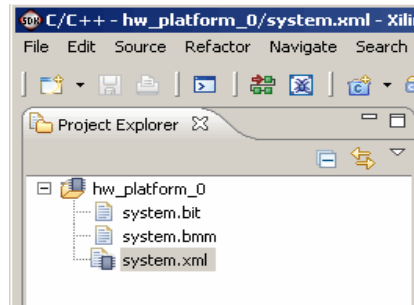 C/C++ - hw_platform_0/system.xml - Xili
File Edit Source Refactor Navigate Search
Project Explorer
hw_platform_0
system.bit
system.bmm
system.xml